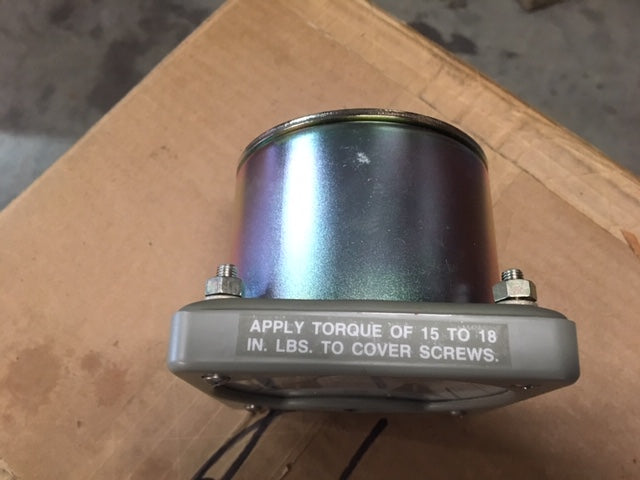 APPLY TORQUE OF 15 TO 18
IN. LBS. TO COVER SCREWS.